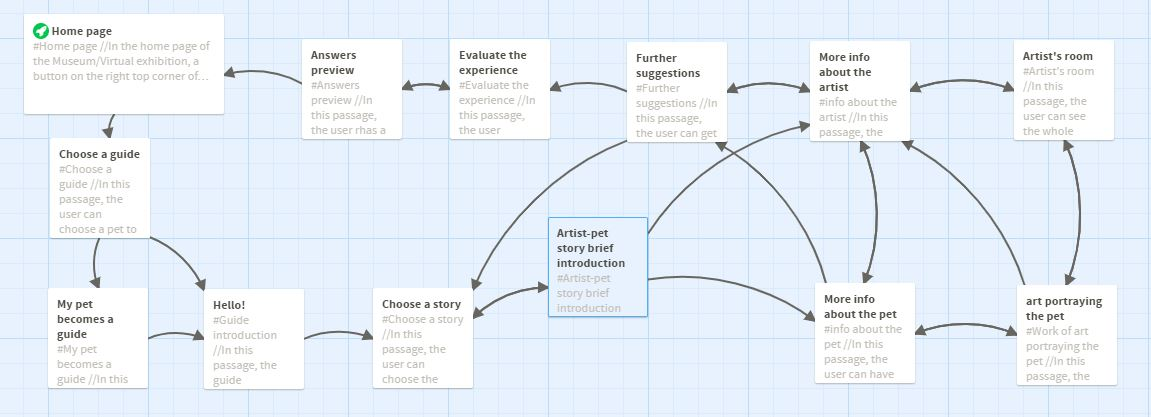 Home page
#Home page //In the home page of
the Museum/Virtual exhibition, a
button on the right top corner of...
Answers
preview
#Answers
preview //In
this passage,
the user rhas a
Evaluate the
experience
#Evaluate the
experience //In
this passage,
the user
Further
suggestions
#Further
suggestions //In
this passage,
the user can get
More info
about the
artist
#info about the
artist //In this
passage, the
Artist's room
#Artist's room
//In this
passage, the
user can see
the whole
Choose a guide
#Choose a
guide //In this
passage, the
user can
choose a pet to
Artist-pet
story brief
introduction
#Artist-pet
story brief
introduction
My pet
becomes a
guide
#My pet
becomes a
guide //In this
Hello!
#Guide
introduction
//In this
passage, the
guide
Choose a story
#Choose a story
//In this
passage, the
user can
choose the
More info
about the pet
#info about the
pet //In this
passage, the
user can have
art portraying
the pet
#Work of art
portraying the
pet //In this
passage, the